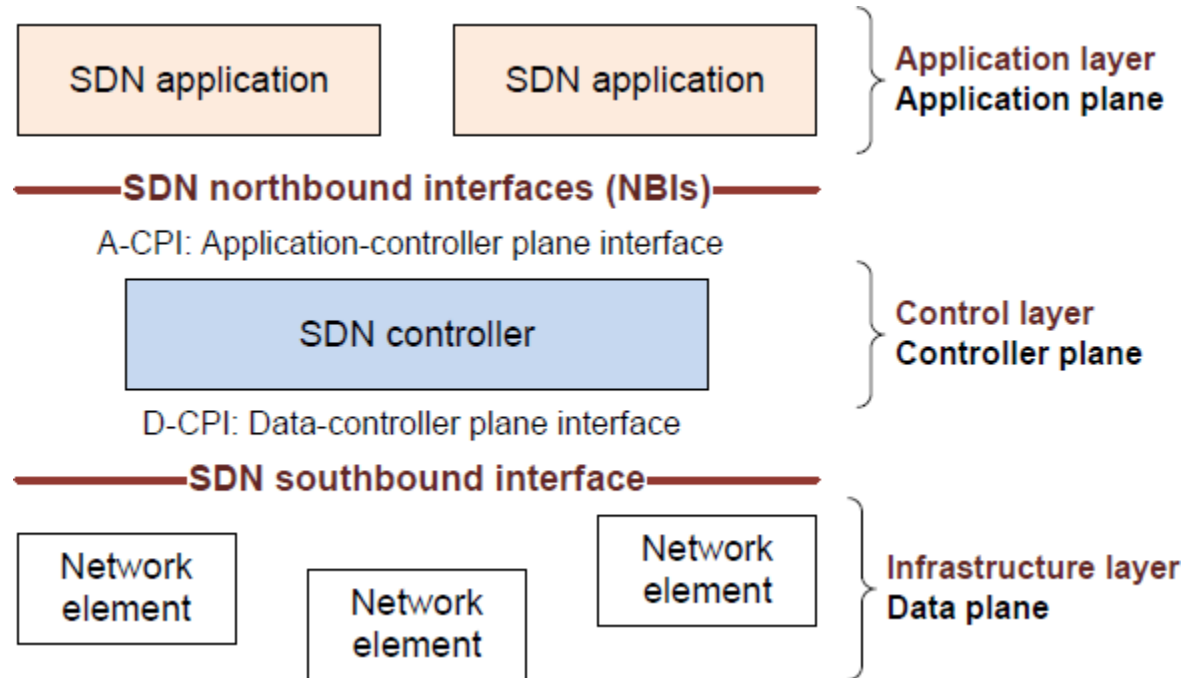 SDN application
SDN application
Application layer
Application plane
SDN northbound interfaces (NBIs)
A-CPI: Application-controller plane interface
SDN controller
Control layer
Controller plane
D-CPI: Data-controller plane interface
SDN southbound interface
Network
element
Network
element
Network
element
Infrastructure layer
Data plane